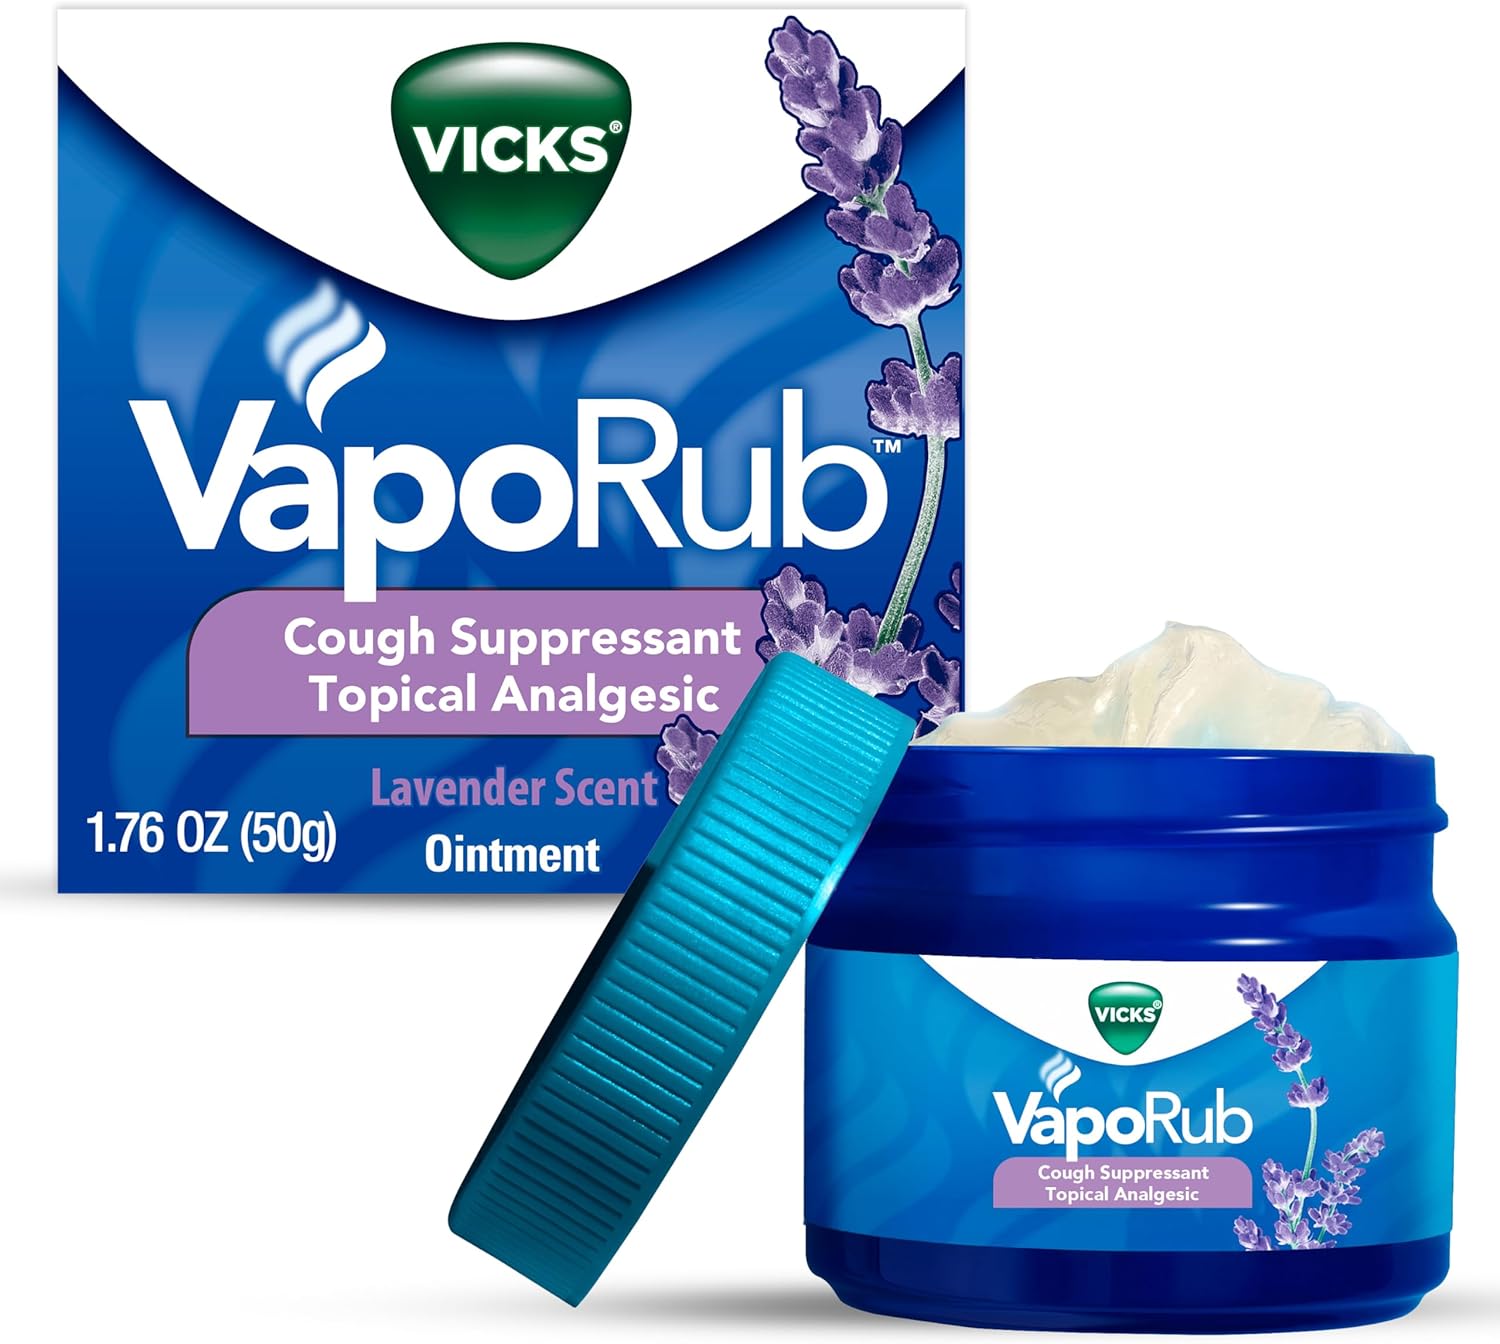 VICKS®
VapoRub™
Cough Suppressant
Topical Analgesic
Lavender Scent
1.76 OZ (50g)
Ointment
VICKS®
VapoRub
Cough Suppressant
Topical Analgesic